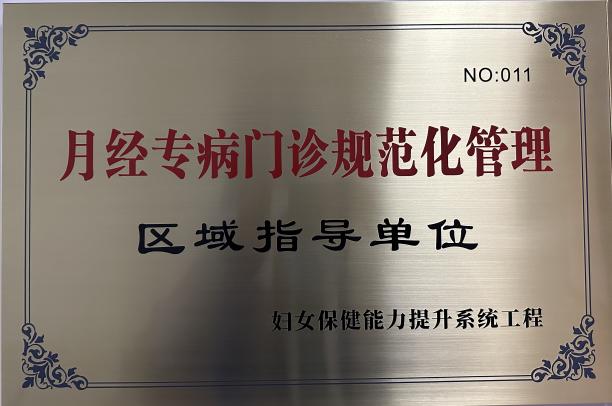 NO:011
月经专病门诊规范化管理
区域指导单位
妇女保健能力提升系统工程